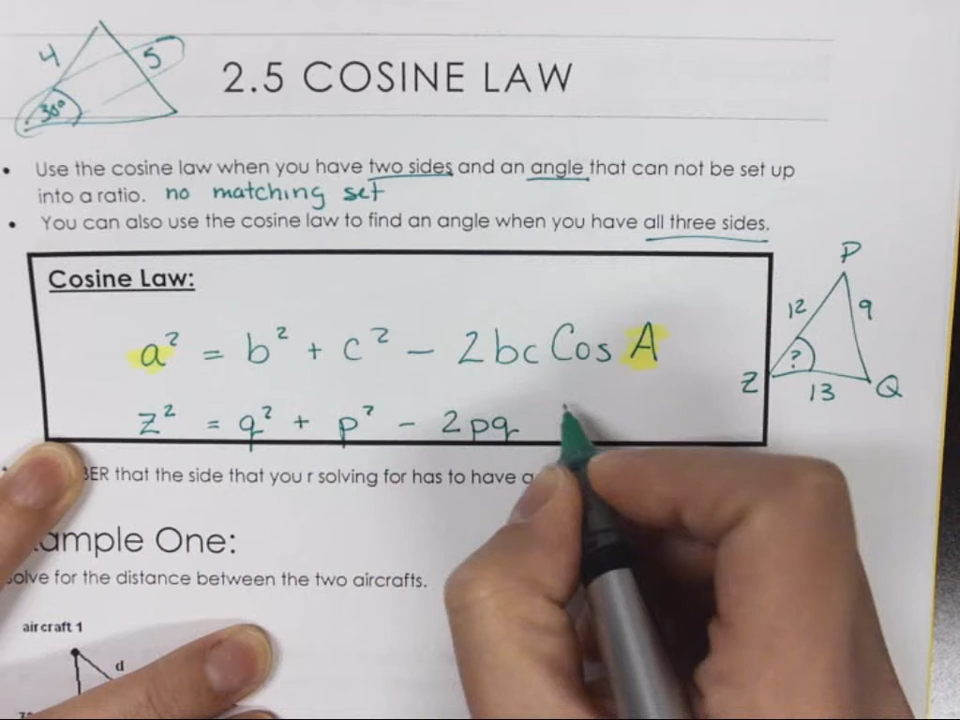 4 5
30°
2.5 COSINE LAW
• Use the cosine law when you have two sides and an angle that can not be set up
into a ratio. no matching set
• You can also use the cosine law to find an angle when you have all three sides.
Cosine Law:
a² = b² + c² - 2bc Cos A
z² = q² + p² - 2pq
P
12 9
?
Z 13 Q
BER that the side that you r solving for has to have a
ample One:
solve for the distance between the two aircrafts.
aircraft 1
d